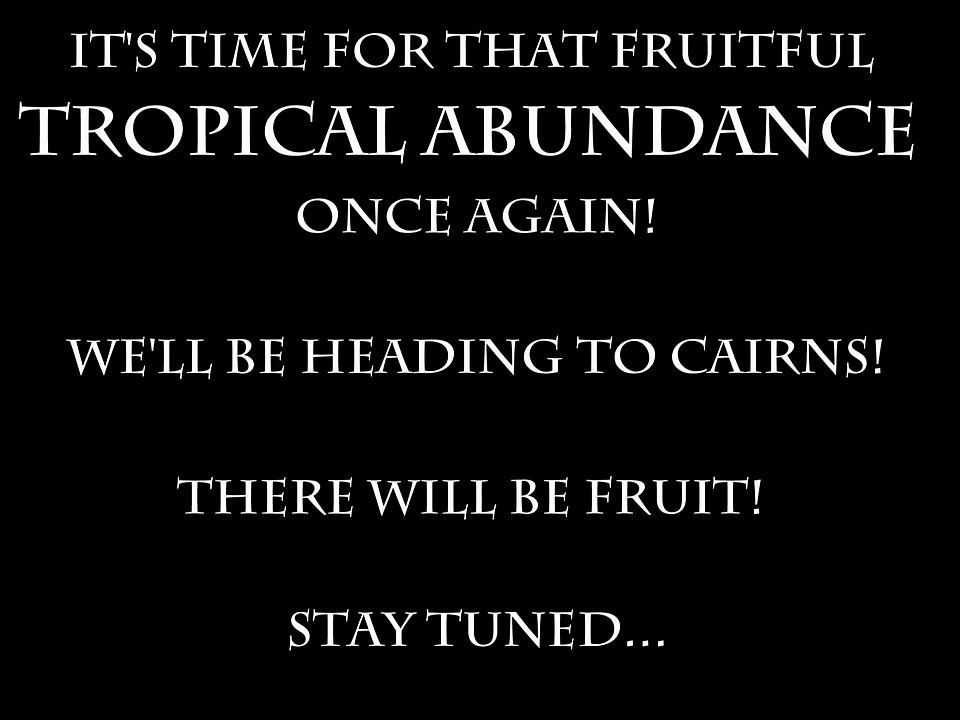 IT'S TIME FOR THAT FRUITFUL
TROPICAL ABUNDANCE
ONCE AGAIN!
WE'LL BE HEADING TO CAIRNS!
THERE WILL BE FRUIT!
STAY TUNED...